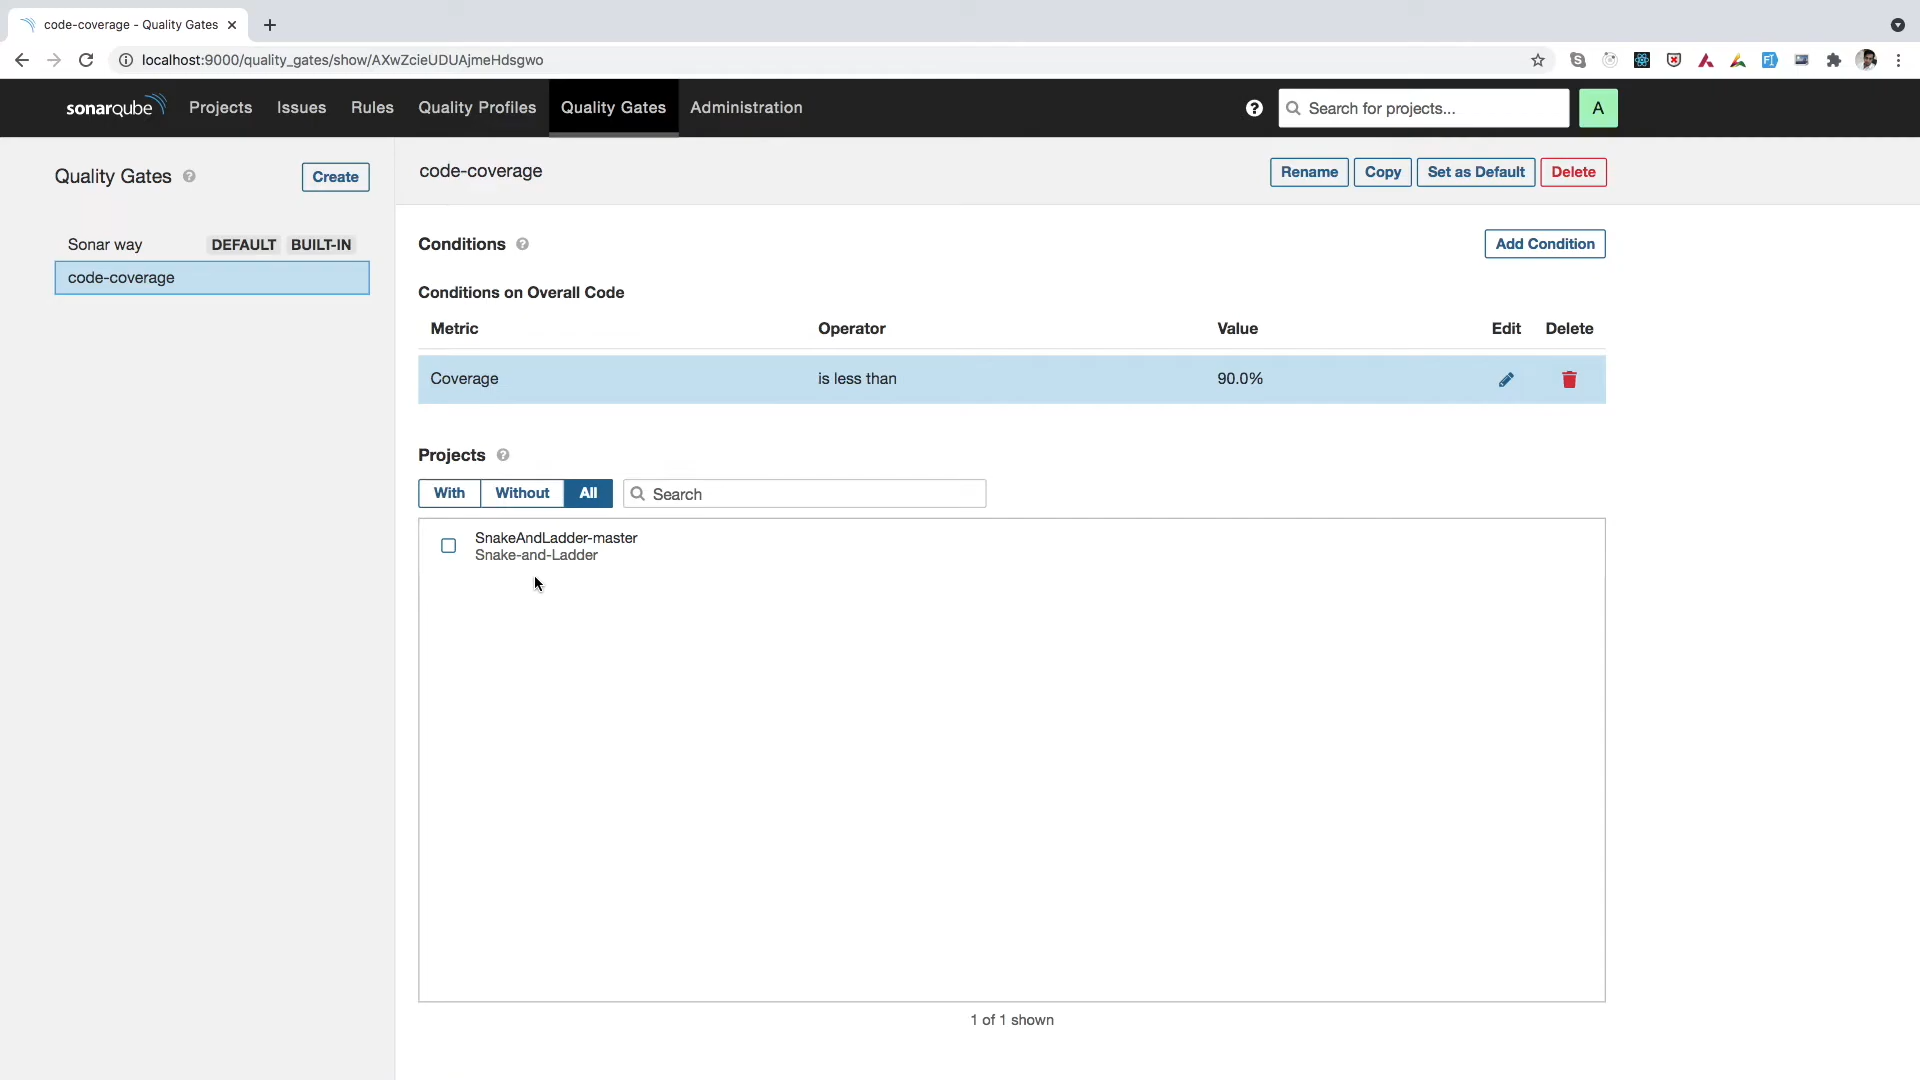 code-coverage - Quality Gates
localhost:9000/quality_gates/show/AXwZcieUDUAjmeHdsgwo
sonarqube Projects Issues Rules Quality Profiles Quality Gates Administration ? Search for projects... A
Quality Gates ? Create
code-coverage Rename Copy Set as Default Delete
Sonar way DEFAULT BUILT-IN
code-coverage
Conditions ? Add Condition
Conditions on Overall Code
Metric Operator Value Edit Delete
Coverage is less than 90.0%
Projects ?
With Without All Search
SnakeAndLadder-master
Snake-and-Ladder
1 of 1 shown